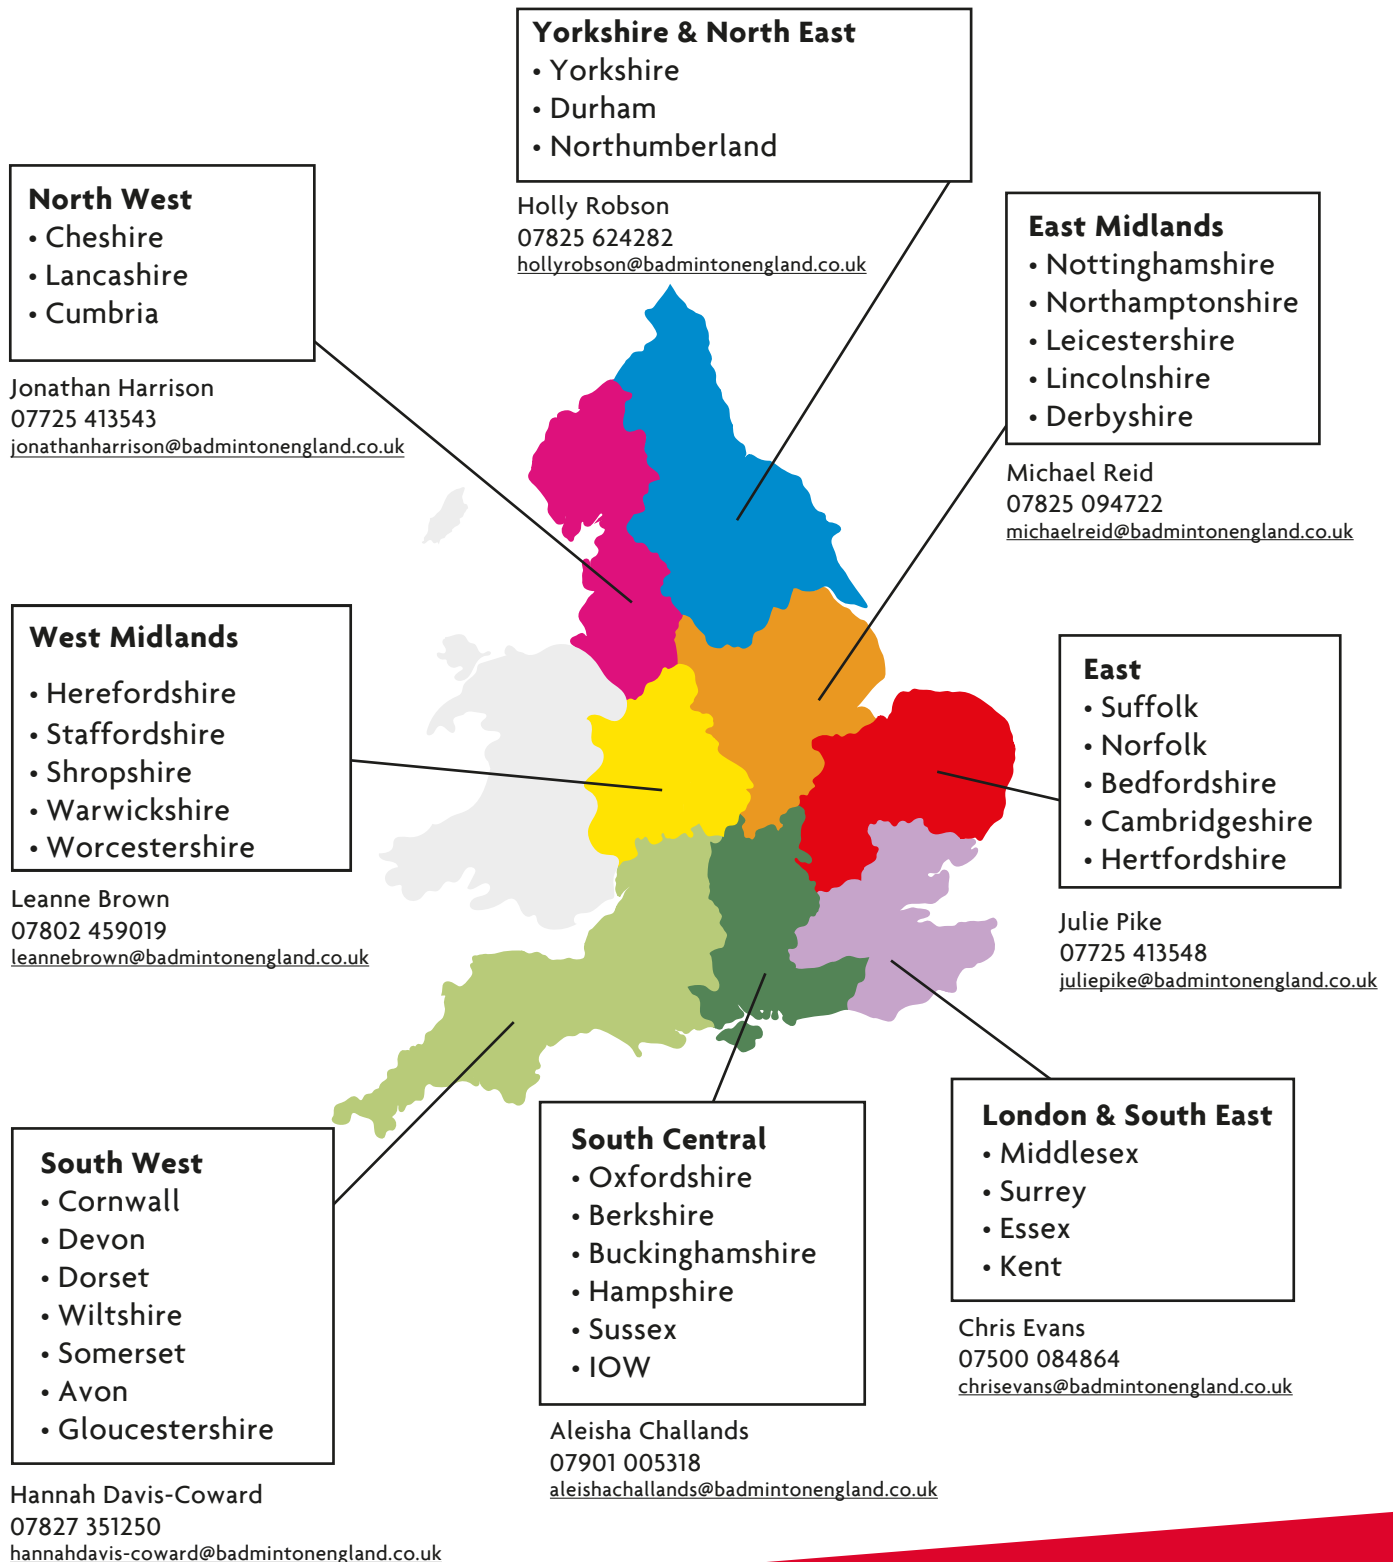 Yorkshire & North East
• Yorkshire
• Durham
• Northumberland
Holly Robson
07825 624282
hollyrobson@badmintonengland.co.uk
North West
• Cheshire
• Lancashire
• Cumbria
Jonathan Harrison
07725 413543
jonathanharrison@badmintonengland.co.uk
East Midlands
• Nottinghamshire
• Northamptonshire
• Leicestershire
• Lincolnshire
• Derbyshire
Michael Reid
07825 094722
michaelreid@badmintonengland.co.uk
West Midlands
• Herefordshire
• Staffordshire
• Shropshire
• Warwickshire
• Worcestershire
Leanne Brown
07802 459019
leannebrown@badmintonengland.co.uk
East
• Suffolk
• Norfolk
• Bedfordshire
• Cambridgeshire
• Hertfordshire
Julie Pike
07725 413548
juliepike@badmintonengland.co.uk
South West
• Cornwall
• Devon
• Dorset
• Wiltshire
• Somerset
• Avon
• Gloucestershire
Hannah Davis-Coward
07827 351250
hannahdavis-coward@badmintonengland.co.uk
South Central
• Oxfordshire
• Berkshire
• Buckinghamshire
• Hampshire
• Sussex
• IOW
Aleisha Challands
07901 005318
aleishachallands@badmintonengland.co.uk
London & South East
• Middlesex
• Surrey
• Essex
• Kent
Chris Evans
07500 084864
chrisevans@badmintonengland.co.uk